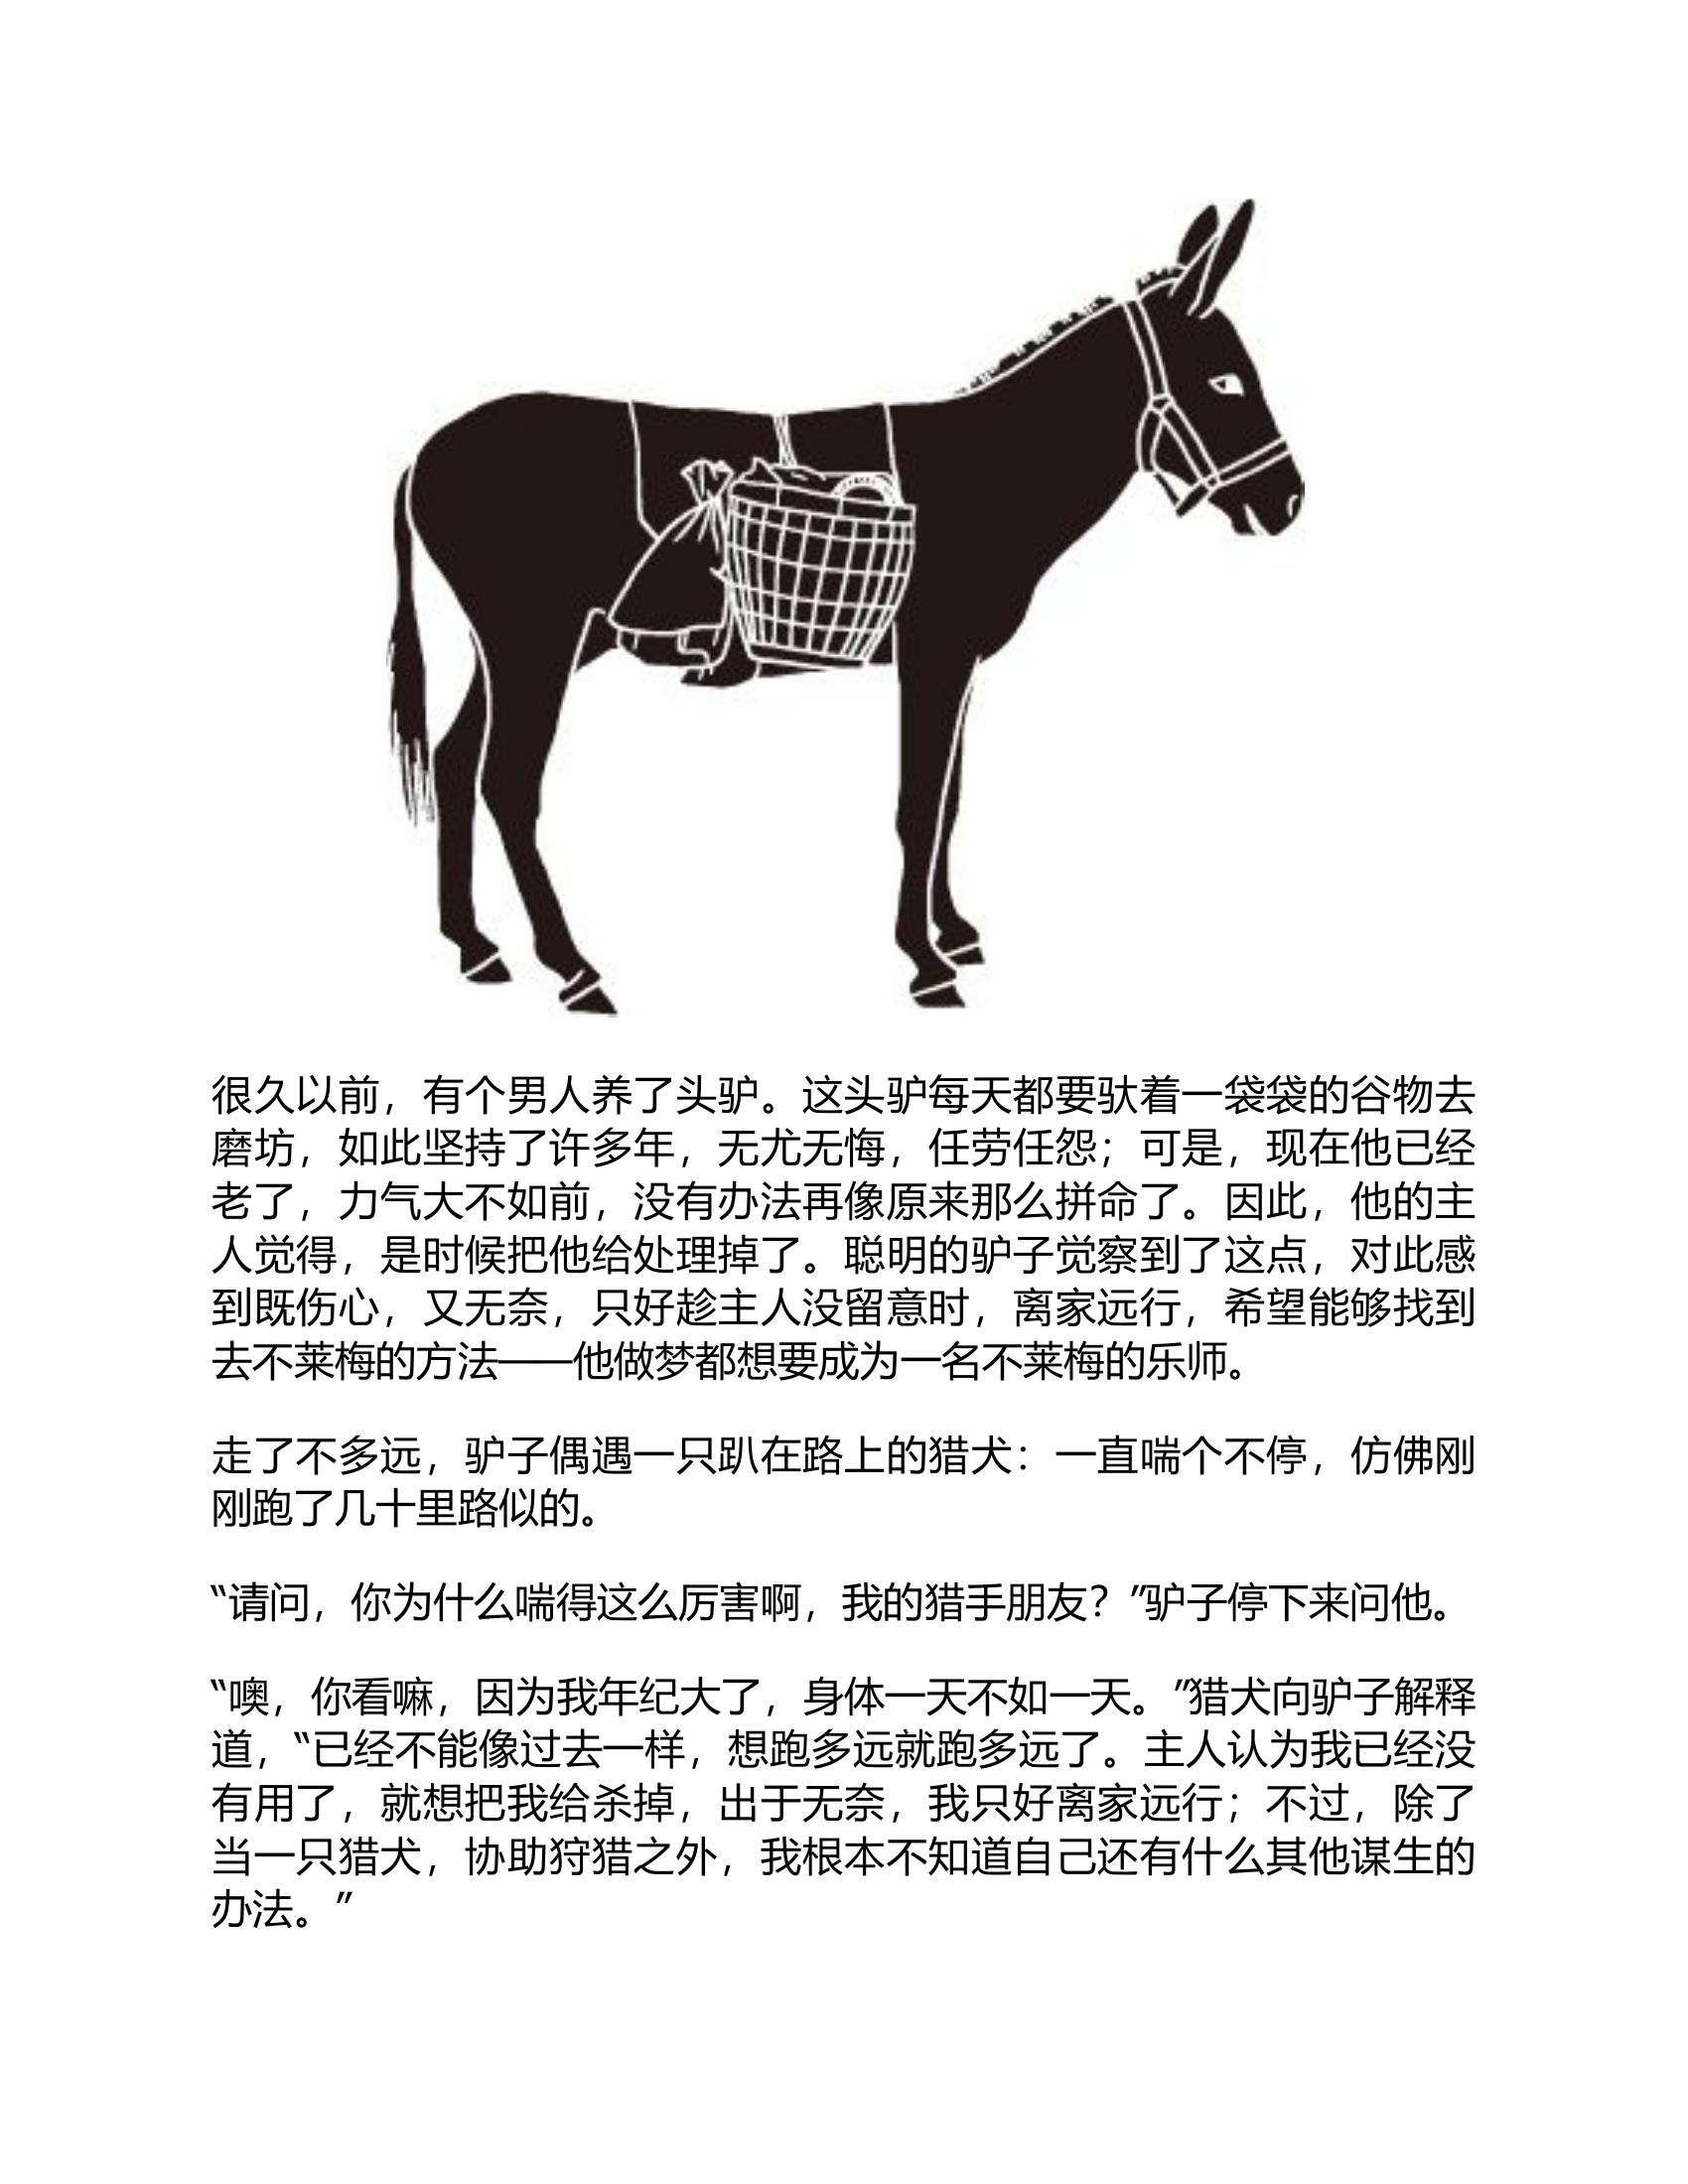 很久以前，有个男人养了头驴。这头驴每天都要驮着一袋袋的谷物去
磨坊，如此坚持了许多年，无尤无悔，任劳任怨；可是，现在他已经
老了，力气大不如前，没有办法再像原来那么拼命了。因此，他的主
人觉得，是时候把他给处理掉了。聪明的驴子觉察到了这点，对此感
到既伤心，又无奈，只好趁主人没留意时，离家远行，希望能够找到
去不莱梅的方法——他做梦都想要成为一名不莱梅的乐师。
走了不多远，驴子偶遇一只趴在路上的猎犬：一直喘个不停，仿佛刚
刚跑了几十里路似的。
“请问，你为什么喘得这么厉害啊，我的猎手朋友？”驴子停下来问他。
“噢，你看嘛，因为我年纪大了，身体一天不如一天。”猎犬向驴子解释
道，“已经不能像过去一样，想跑多远就跑多远了。主人认为我已经没
有用了，就想把我给杀掉，出于无奈，我只好离家远行；不过，除了
当一只猎犬，协助狩猎之外，我根本不知道自己还有什么其他谋生的
办法。”